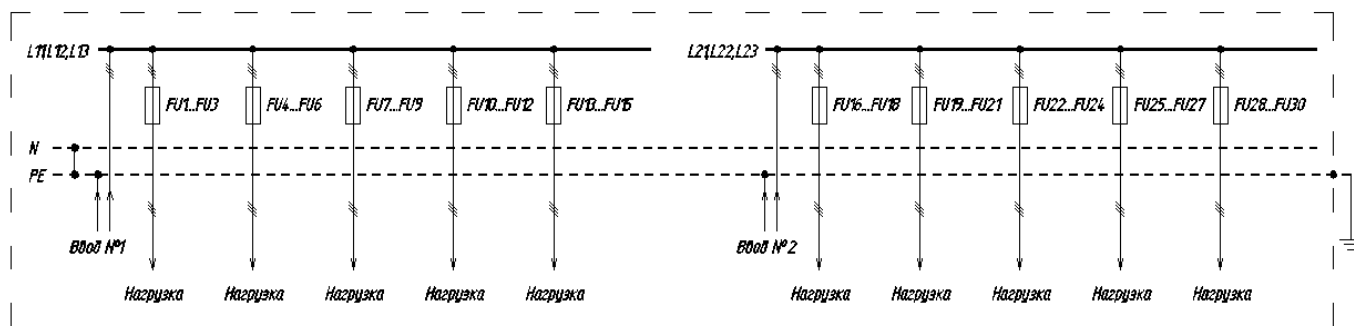 L11,L12,L13
L21,L22,L23
FU1...FU3
FU4...FU6
FU7...FU9
FU10...FU12
FU13...FU15
FU16...FU18
FU19...FU21
FU22...FU24
FU25...FU27
FU28...FU30
N
PE
Ввод №1
Ввод №2
Нагрузка
Нагрузка
Нагрузка
Нагрузка
Нагрузка
Нагрузка
Нагрузка
Нагрузка
Нагрузка
Нагрузка